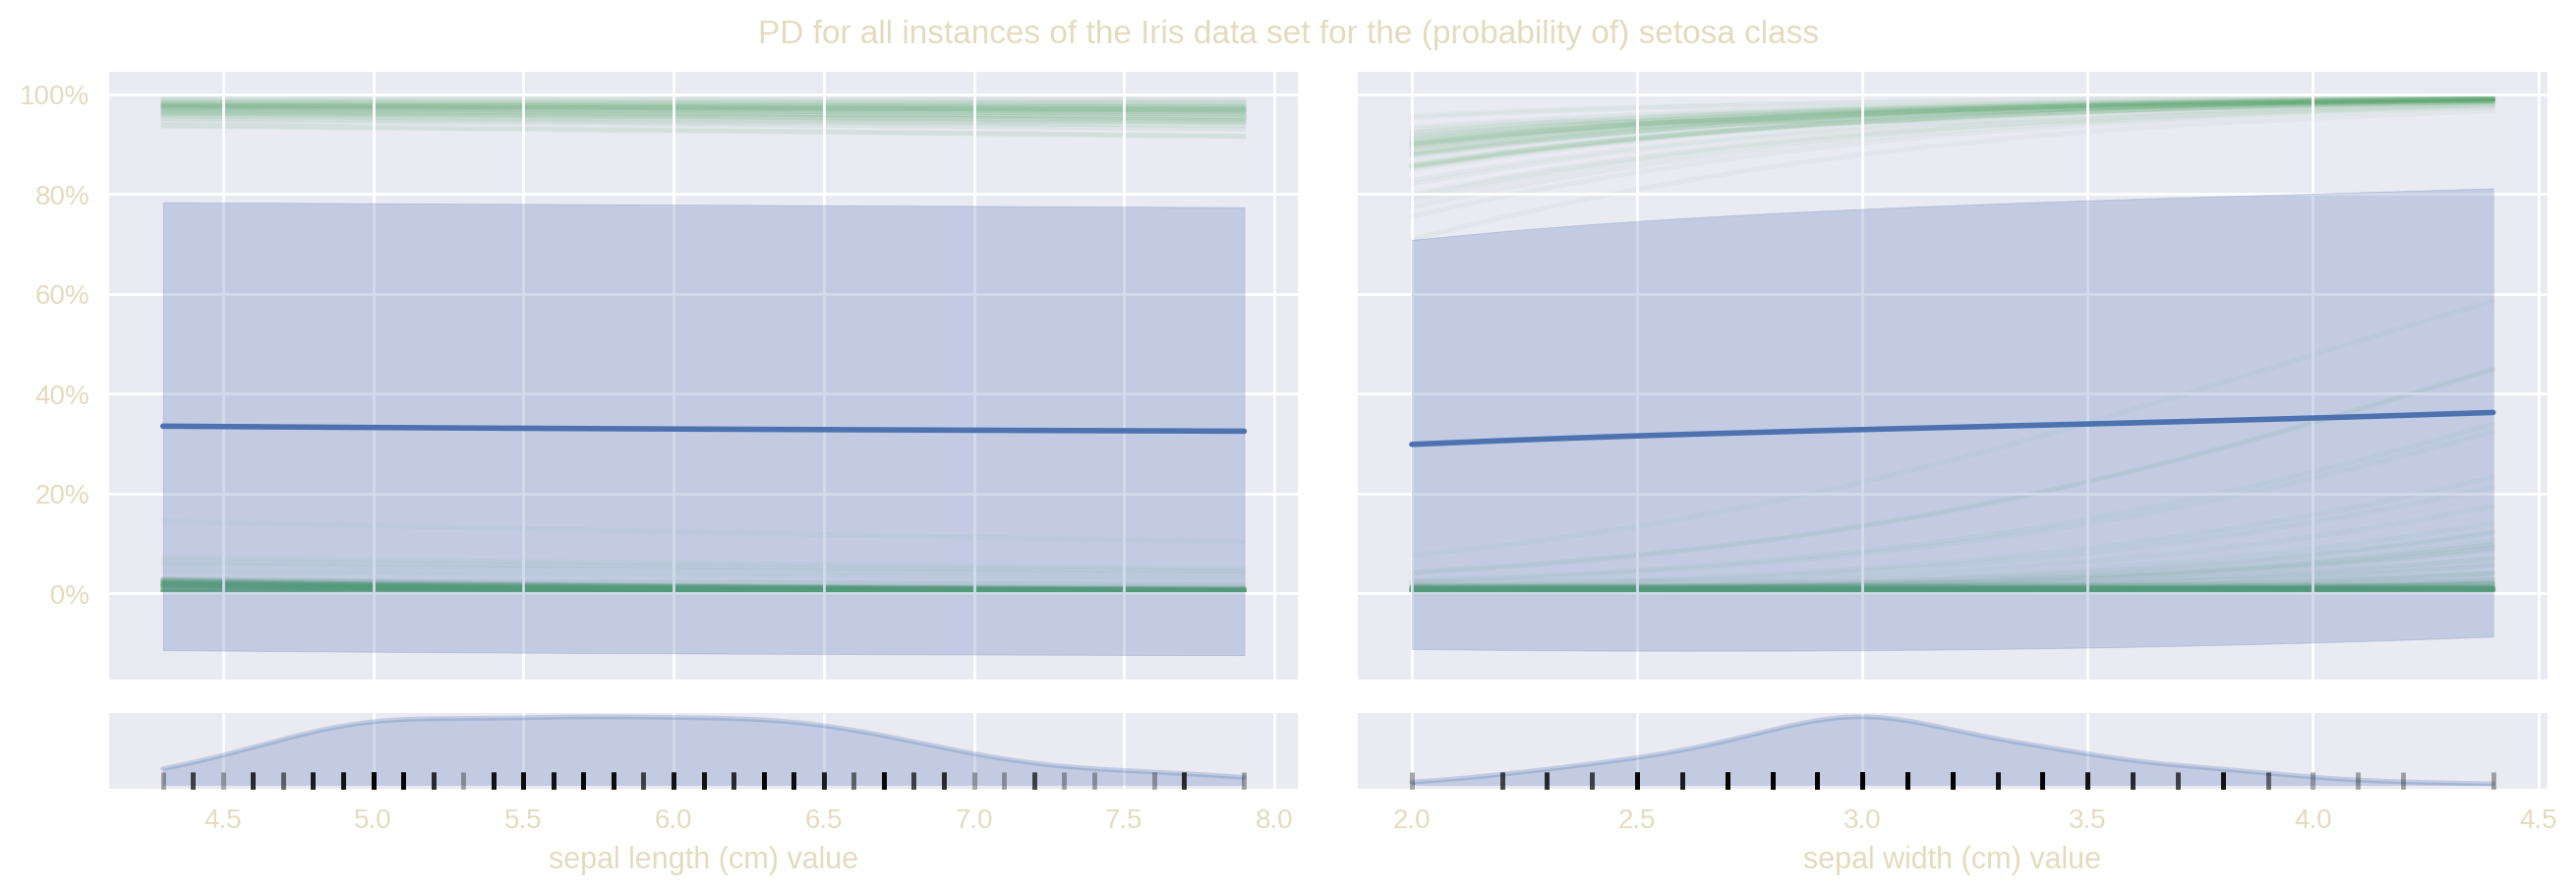 PD for all instances of the Iris data set for the (probability of) setosa class
100%
80%
60%
40%
20%
0%
4.5 5.0 5.5 6.0 6.5 7.0 7.5 8.0
sepal length (cm) value
2.0 2.5 3.0 3.5 4.0 4.5
sepal width (cm) value